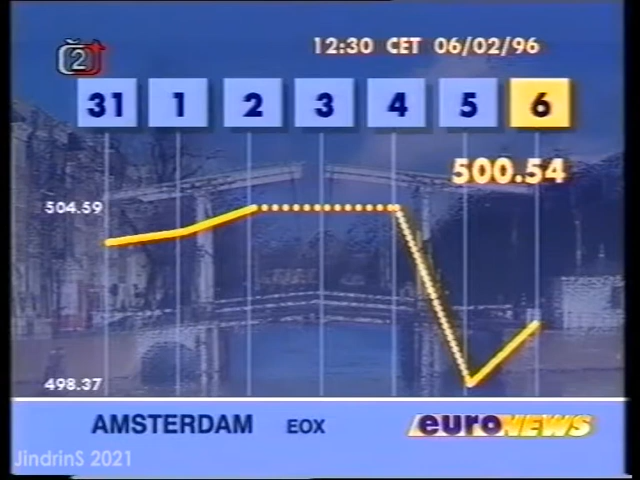 12:30 CET 06/02/96
2
31 1 2 3 4 5 6
500.54
504.59
498.37
AMSTERDAM EOX
euroNEWS
JindrinS 2021